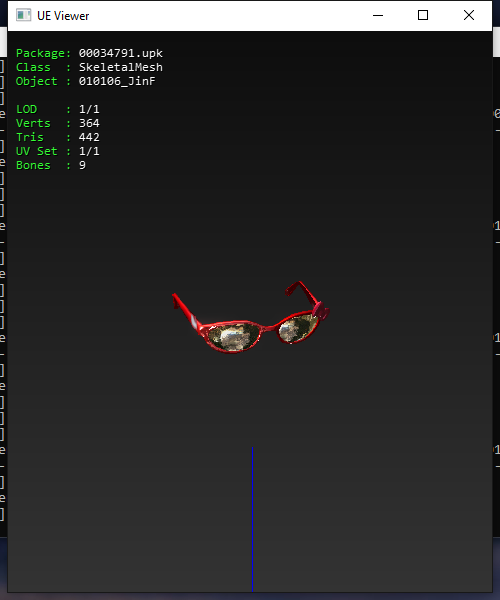 UE Viewer
Package: 00034791.upk
Class  : SkeletalMesh
Object : 010106_JinF
LOD    : 1/1
Verts  : 364
Tris   : 442
UV Set : 1/1
Bones  : 9